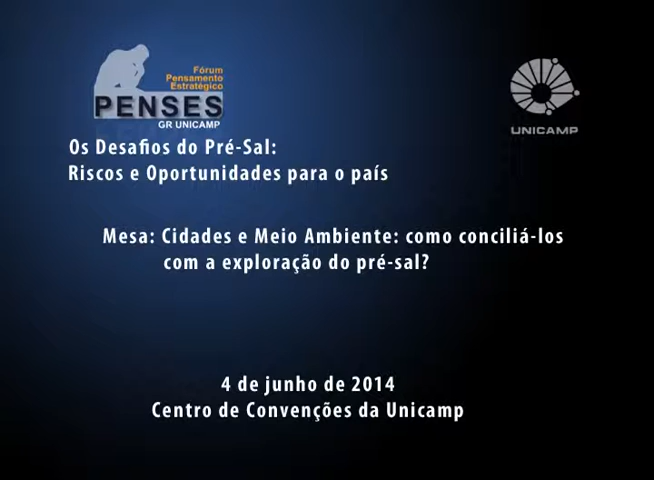 Fórum
Pensamento
Estratégico
PENSES
GR UNICAMP
UNICAMP
Os Desafios do Pré-Sal:
Riscos e Oportunidades para o país
Mesa: Cidades e Meio Ambiente: como conciliá-los
com a exploração do pré-sal?
4 de junho de 2014
Centro de Convenções da Unicamp